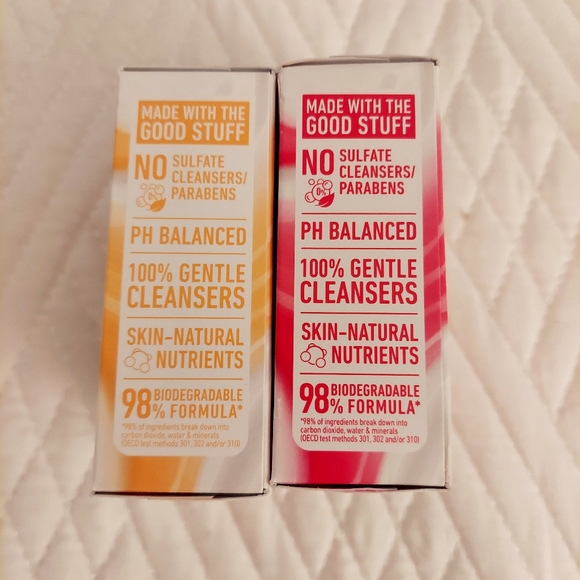 MADE WITH THE
GOOD STUFF
NO SULFATE
CLEANSERS/
PARABENS
PH BALANCED
100% GENTLE
CLEANSERS
SKIN-NATURAL
NUTRIENTS
98% BIODEGRADABLE
FORMULA*
*98% of ingredients break down into
carbon dioxide, water & minerals
(OECD test methods 301, 302 and/or 310)
MADE WITH THE
GOOD STUFF
NO SULFATE
CLEANSERS/
PARABENS
0%
PH BALANCED
100% GENTLE
CLEANSERS
SKIN-NATURAL
NUTRIENTS
98% BIODEGRADABLE
FORMULA*
*98% of ingredients break down into
carbon dioxide, water & minerals
(OECD test methods 301, 302 and/or 310)